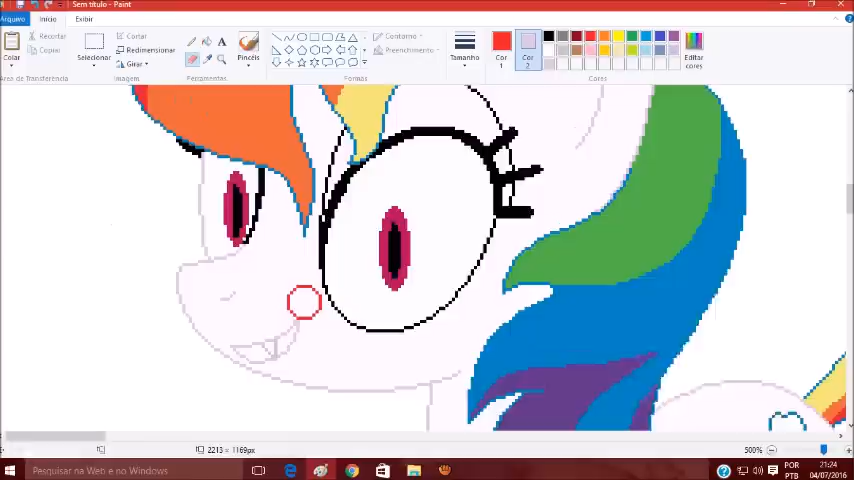 Sem título - Paint
Arquivo Início Exibir
Colar
Recortar
Copiar
Área de Transferência
Selecionar
Cortar
Redimensionar
Girar
Imagem
A
Ferramentas
Pincéis
Contorno
Preenchimento
Formas
Tamanho
Cor
1
Cor
2
Editar
cores
Cores
2213 × 1169px
500%
Pesquisar na Web e no Windows
POR
PTB
21:24
04/07/2016